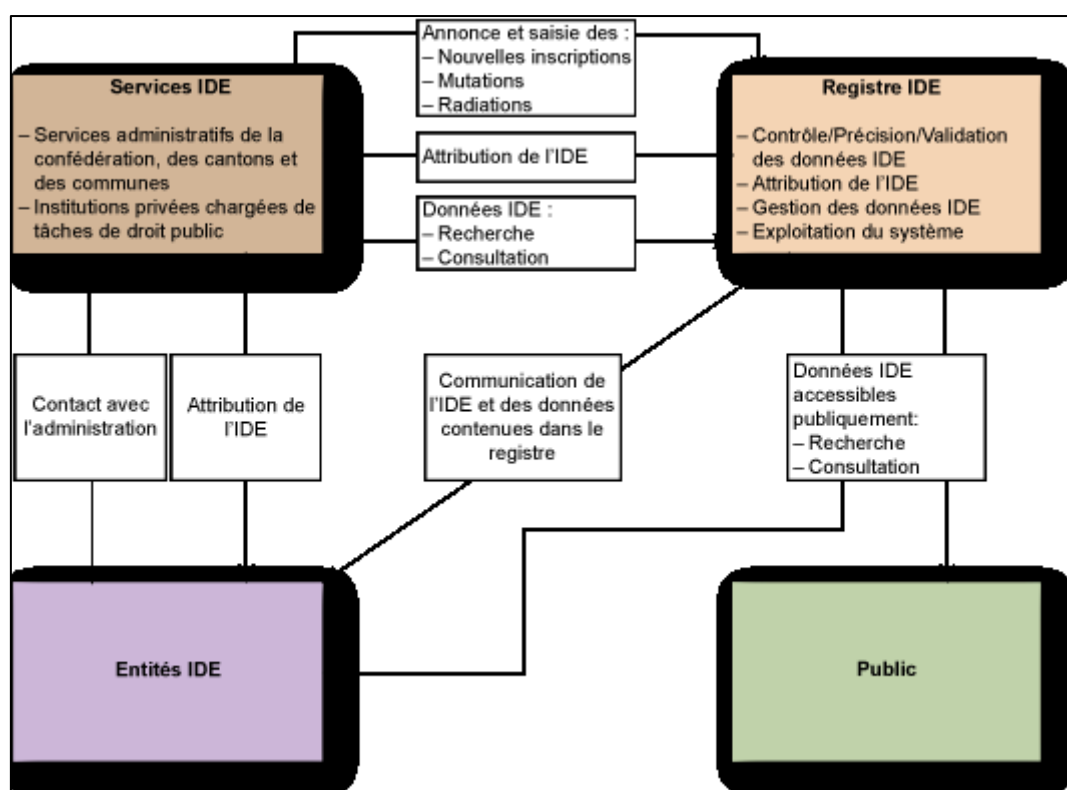 Annonce et saisie des :
– Nouvelles inscriptions
– Mutations
– Radiations
Services IDE
– Services administratifs de la
confédération, des cantons et
des communes
– Institutions privées chargées de
tâches de droit public
Attribution de l'IDE
Données IDE :
– Recherche
– Consultation
Registre IDE
– Contrôle/Précision/Validation
des données IDE
– Attribution de l'IDE
– Gestion des données IDE
– Exploitation du système
Contact avec
l'administration
Attribution de
l'IDE
Communication de
l'IDE et des données
contenues dans le
registre
Données IDE
accessibles
publiquement:
– Recherche
– Consultation
Entités IDE
Public